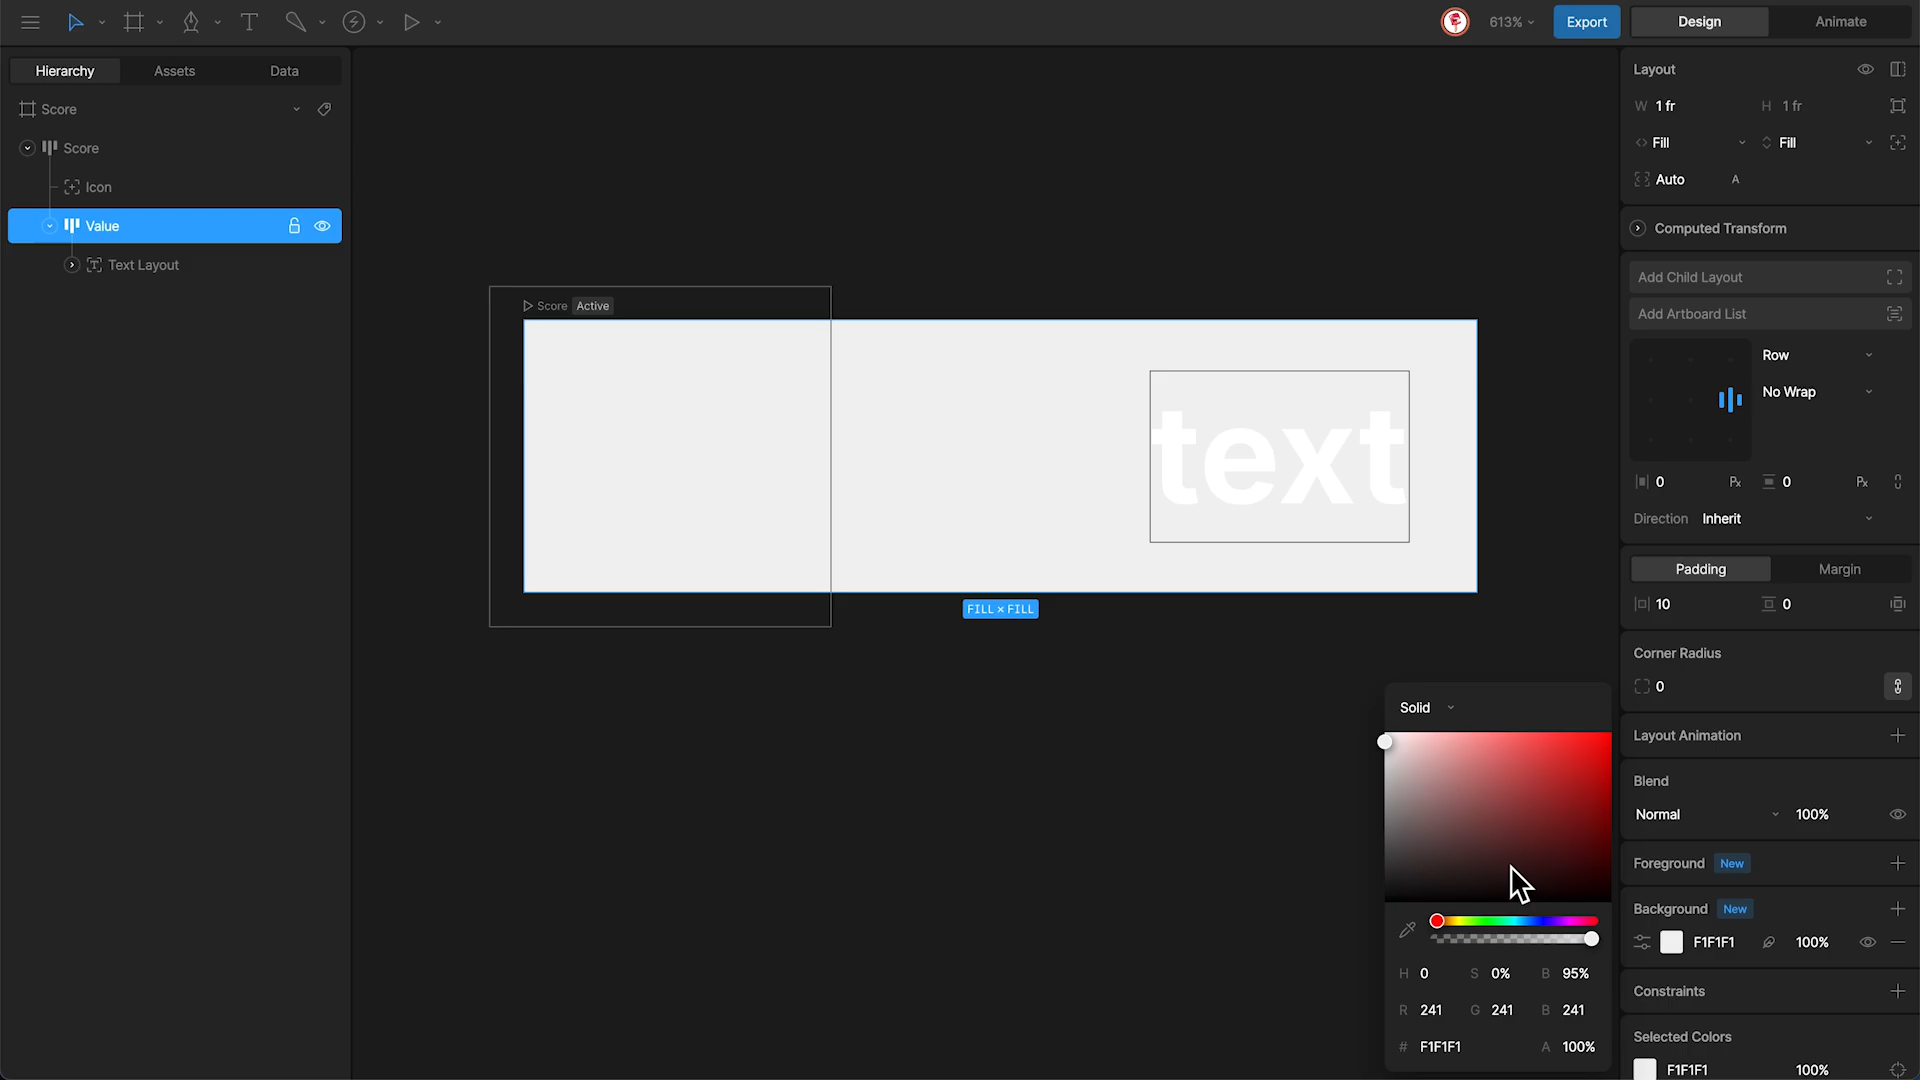 613%
Export
Design
Animate
Hierarchy
Assets
Data
Score
Score
Icon
Value
Text Layout
Score Active
text
FILL × FILL
Layout
W 1 fr
H 1 fr
Fill
Fill
Auto
A
Computed Transform
Add Child Layout
Add Artboard List
Row
No Wrap
0 Px
0 Px
Direction Inherit
Padding
Margin
10
0
Corner Radius
0
Layout Animation
Blend
Normal
100%
Foreground New
Background New
F1F1F1 100%
Constraints
Selected Colors
F1F1F1 100%
Solid
H 0 S 0% B 95%
R 241 G 241 B 241
# F1F1F1 A 100%